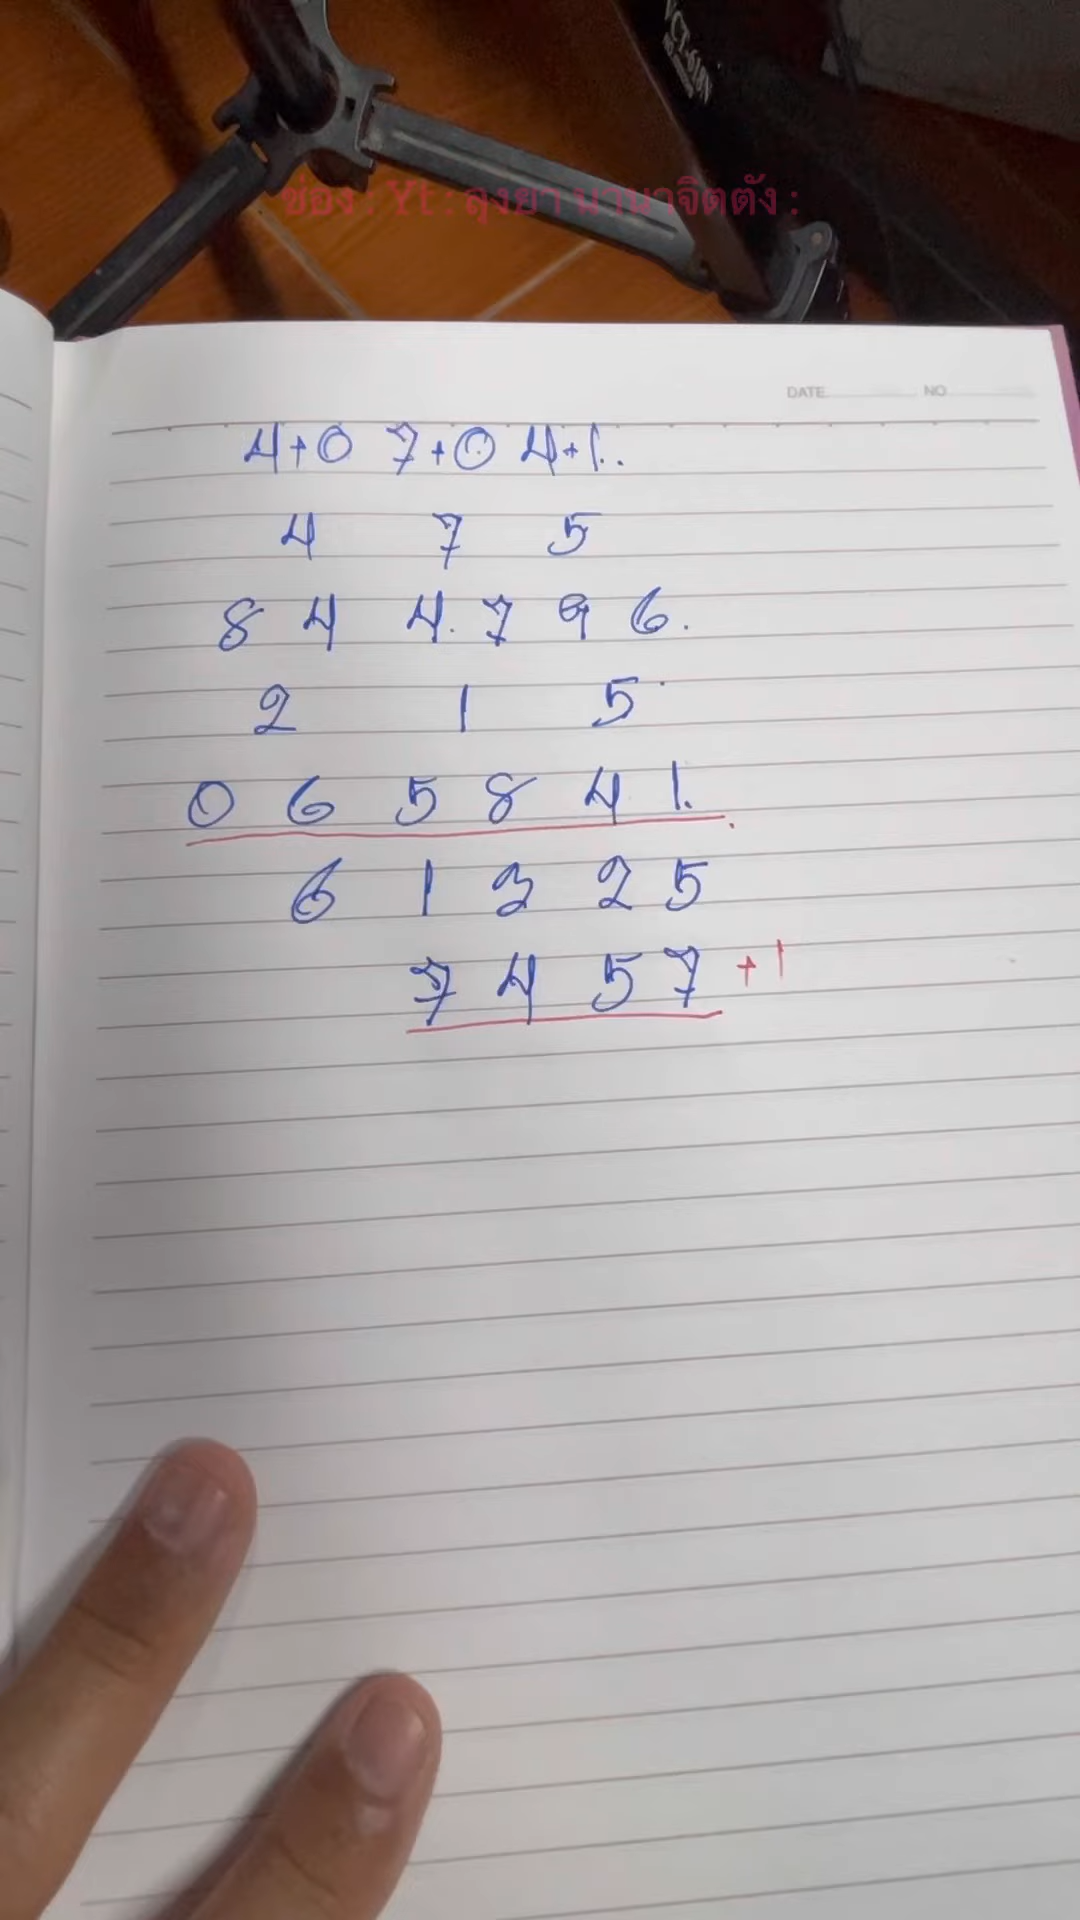 ช่อง : Yt : ลุงยา นานาจิตตัง :
DATE NO
4+0 7+0 4+1.
4 7 5
8 4 4. 7 9 6.
2 1 5
0 6 5 8 4 1.
6 1 3 2 5
7 4 5 7 +1